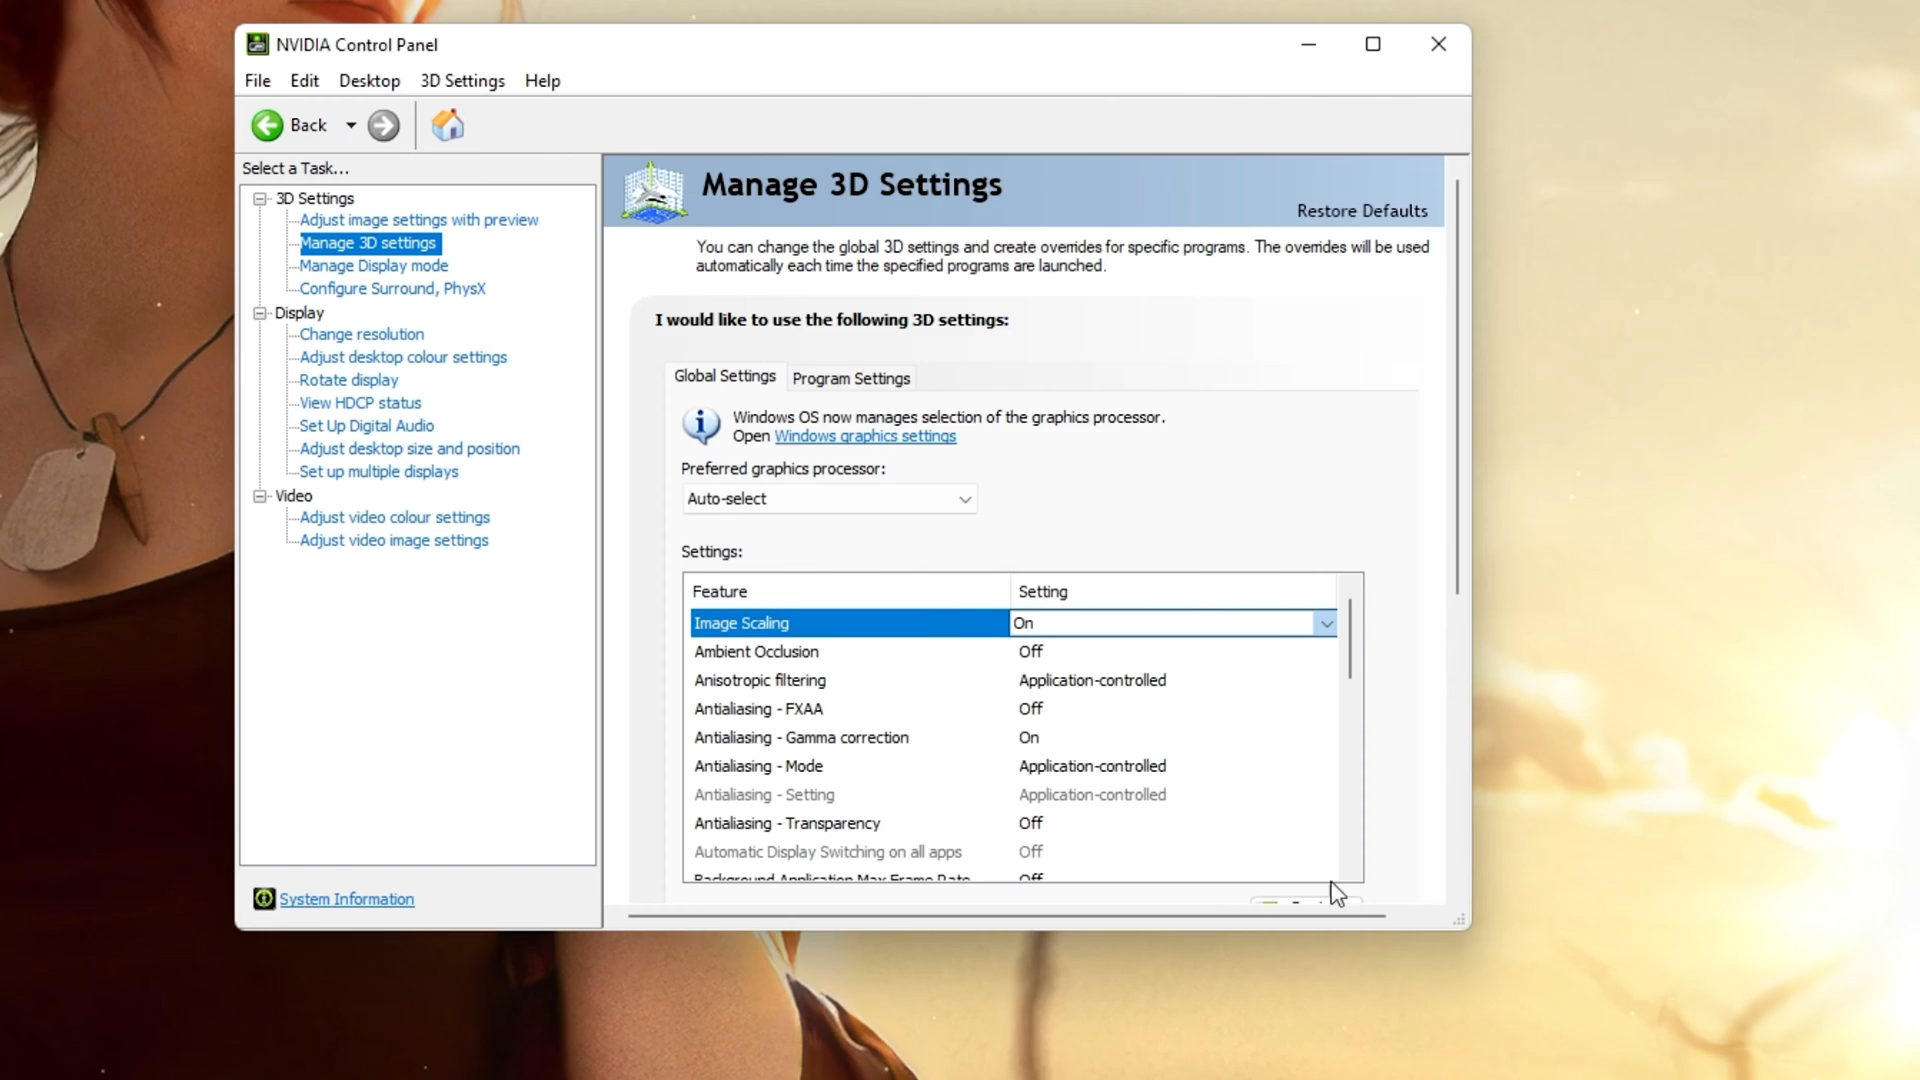 NVIDIA Control Panel
File Edit Desktop 3D Settings Help
Back
Select a Task...
3D Settings
Adjust image settings with preview
Manage 3D settings
Manage Display mode
Configure Surround, PhysX
Display
Change resolution
Adjust desktop colour settings
Rotate display
View HDCP status
Set Up Digital Audio
Adjust desktop size and position
Set up multiple displays
Video
Adjust video colour settings
Adjust video image settings
System Information
Manage 3D Settings
Restore Defaults
You can change the global 3D settings and create overrides for specific programs. The overrides will be used
automatically each time the specified programs are launched.
I would like to use the following 3D settings:
Global Settings Program Settings
Windows OS now manages selection of the graphics processor.
Open Windows graphics settings
Preferred graphics processor:
Auto-select
Settings:
Feature Setting
Image Scaling On
Ambient Occlusion Off
Anisotropic filtering Application-controlled
Antialiasing - FXAA Off
Antialiasing - Gamma correction On
Antialiasing - Mode Application-controlled
Antialiasing - Setting Application-controlled
Antialiasing - Transparency Off
Automatic Display Switching on all apps Off
Background Application Max Frame Rate Off